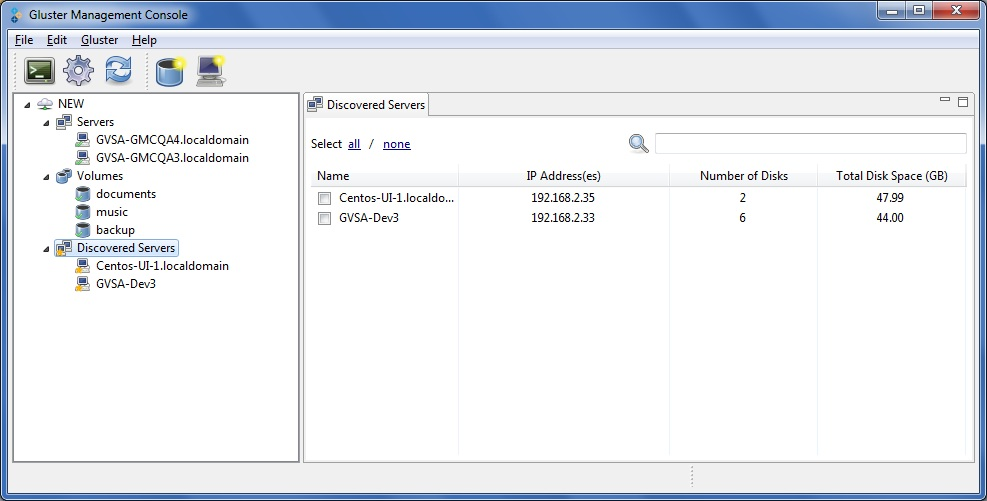 Gluster Management Console
File Edit Gluster Help
NEW
Servers
GVSA-GMCQA4.localdomain
GVSA-GMCQA3.localdomain
Volumes
documents
music
backup
Discovered Servers
Centos-UI-1.localdomain
GVSA-Dev3
Discovered Servers
Select all / none
Name IP Address(es) Number of Disks Total Disk Space (GB)
Centos-UI-1.localdo... 192.168.2.35 2 47.99
GVSA-Dev3 192.168.2.33 6 44.00